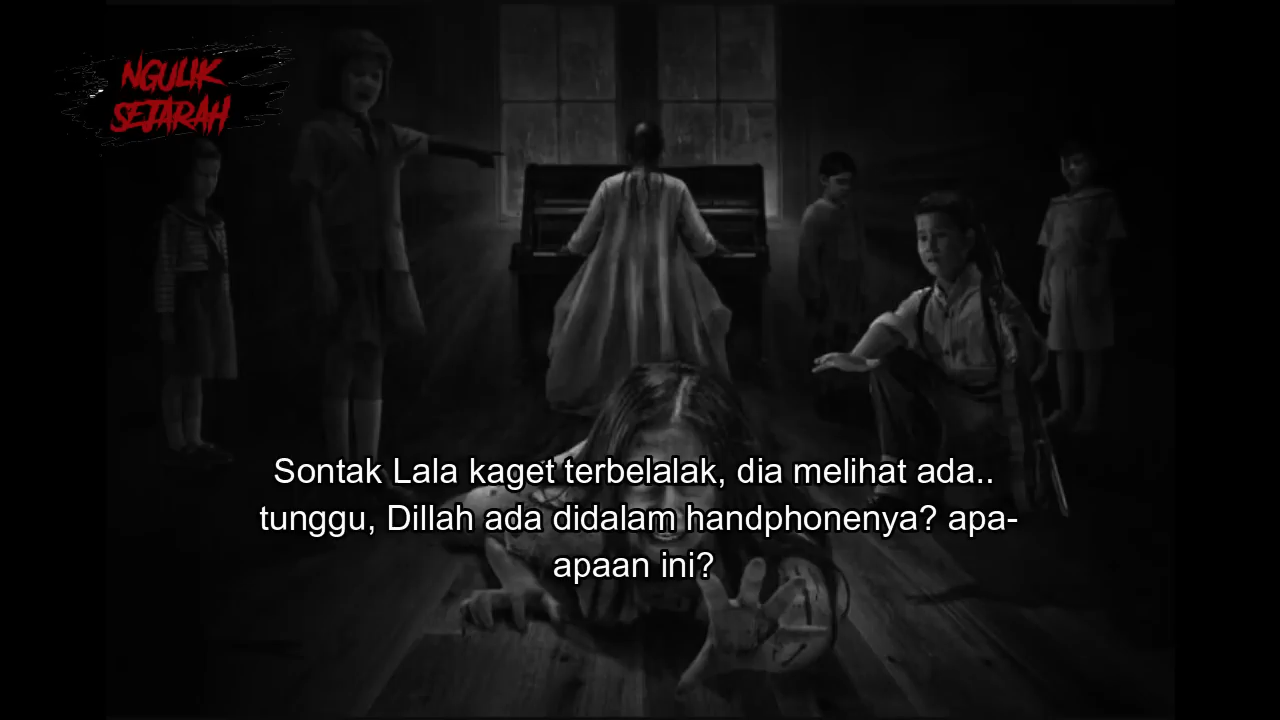 NGULIK
SEJARAH
Sontak Lala kaget terbelalak, dia melihat ada..
tunggu, Dillah ada didalam handphonenya? apa-
apaan ini?